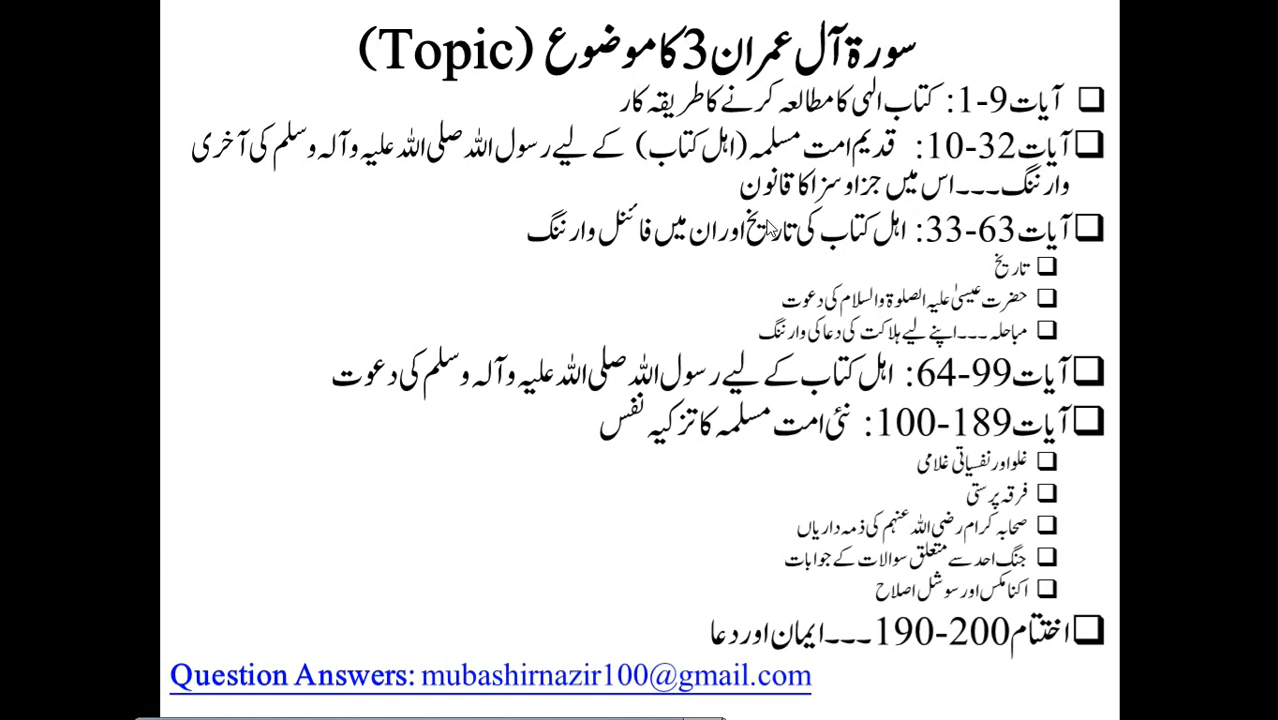 سورۃ آل عمران 3 کا موضوع (Topic)
آیات 9-1: کتاب الٰہی کا مطالعہ کرنے کا طریقہ کار
آیات 32-10: قدیم امت مسلمہ (اہل کتاب) کے لیے رسول اللہ صلی اللہ علیہ وآلہ وسلم کی آخری
وارننگ۔۔۔اس میں جزا و سزا کا قانون
آیات 63-33: اہل کتاب کی تاریخ اور ان میں فائنل وارننگ
تاریخ
حضرت عیسیٰ علیہ الصلوۃ والسلام کی دعوت
مباحلہ ۔۔۔اپنے لیے ہلاکت کی دعا کی وارننگ
آیات 99-64: اہل کتاب کے لیے رسول اللہ صلی اللہ علیہ وآلہ وسلم کی دعوت
آیات 189-100: نئی امت مسلمہ کا تزکیہ نفس
غلو اور نفسیاتی غلامی
فرقہ پرستی
صحابہ کرام رضی اللہ عنہم کی ذمہ داریاں
جنگ احد سے متعلق سوالات کے جوابات
اکنامکس اور سوشل اصلاح
اختتام 200-190۔۔۔ایمان اور دعا
Question Answers: mubashirnazir100@gmail.com